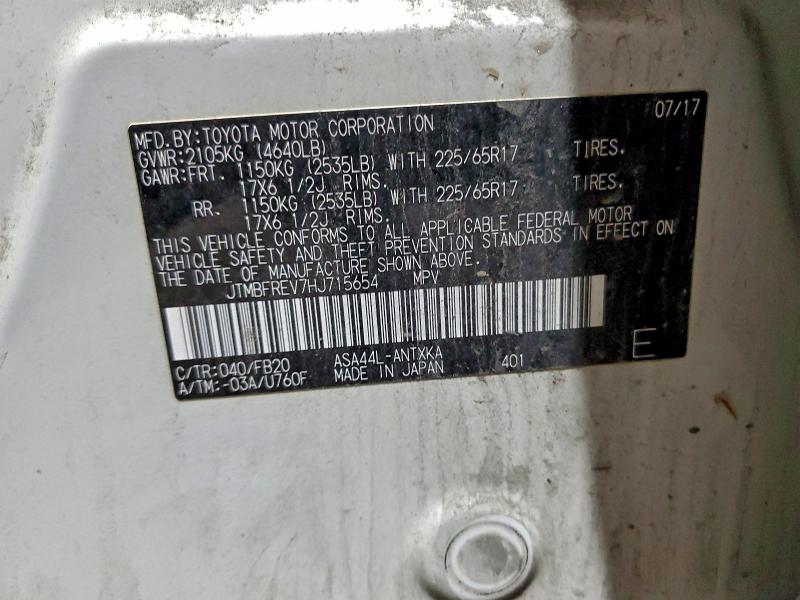 07/17
MFD.BY:TOYOTA MOTOR CORPORATION
GVWR:2105KG (4640LB)
GAWR:FRT. 1150KG (2535LB) WITH 225/65R17 TIRES.
17X6 1/2J RIMS.
RR. 1150KG (2535LB) WITH 225/65R17 TIRES.
17X6 1/2J RIMS.
THIS VEHICLE CONFORMS TO ALL APPLICABLE FEDERAL MOTOR
VEHICLE SAFETY AND THEFT PREVENTION STANDARDS IN EFFECT ON
THE DATE OF MANUFACTURE SHOWN ABOVE.
JTMBFREV7HJ715654 MPV
C/TR:040/FB20 ASA44L-ANTXKA 401 E
A/TM:-03A/U760F MADE IN JAPAN